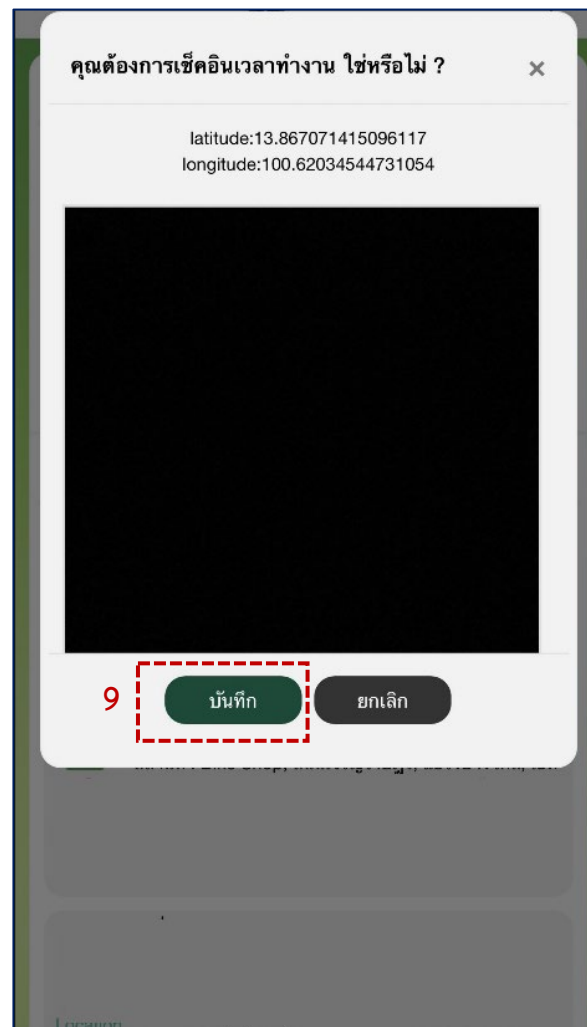 คุณต้องการเช็คอินเวลาทำงาน ใช่หรือไม่ ?
×
latitude:13.867071415096117
longitude:100.62034544731054
9
บันทึก
ยกเลิก
Location